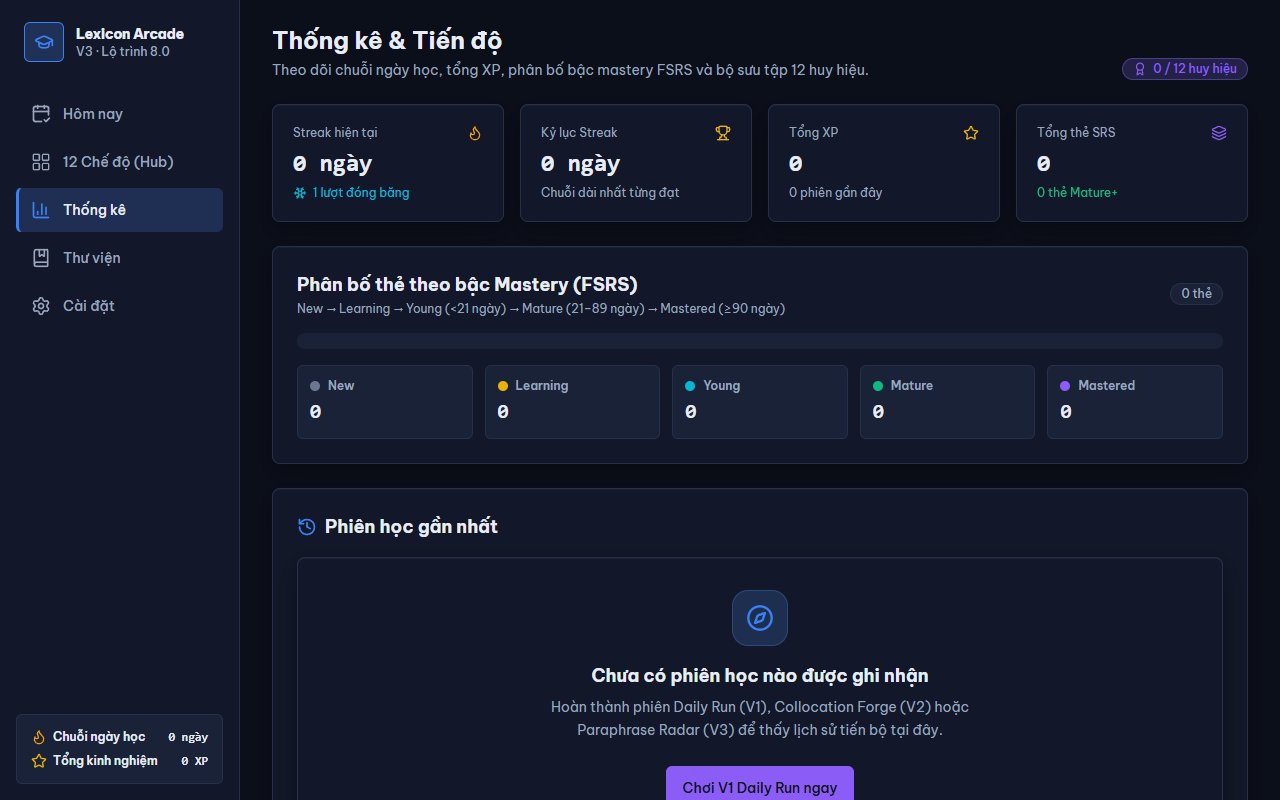 Lexicon Arcade
V3 · Lộ trình 8.0
Hôm nay
12 Chế độ (Hub)
Thống kê
Thư viện
Cài đặt
Chuỗi ngày học 0 ngày
Tổng kinh nghiệm 0 XP
Thống kê & Tiến độ
Theo dõi chuỗi ngày học, tổng XP, phân bố bậc mastery FSRS và bộ sưu tập 12 huy hiệu.
0 / 12 huy hiệu
Streak hiện tại
0 ngày
1 lượt đóng băng
Kỷ lục Streak
0 ngày
Chuỗi dài nhất từng đạt
Tổng XP
0
0 phiên gần đây
Tổng thẻ SRS
0
0 thẻ Mature+
Phân bố thẻ theo bậc Mastery (FSRS)
New → Learning → Young (<21 ngày) → Mature (21–89 ngày) → Mastered (≥90 ngày)
0 thẻ
New
0
Learning
0
Young
0
Mature
0
Mastered
0
Phiên học gần nhất
Chưa có phiên học nào được ghi nhận
Hoàn thành phiên Daily Run (V1), Collocation Forge (V2) hoặc
Paraphrase Radar (V3) để thấy lịch sử tiến bộ tại đây.
Chơi V1 Daily Run ngay